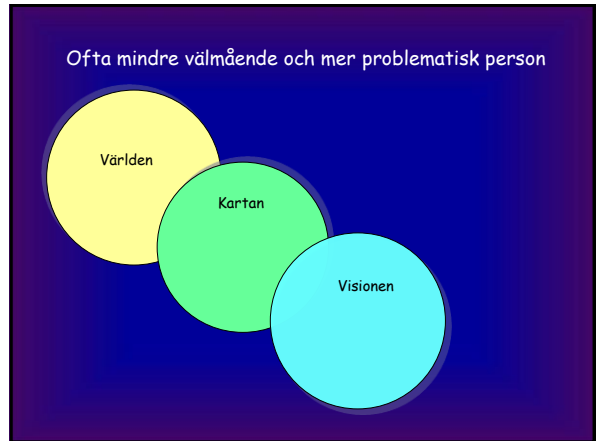 Ofta mindre välmående och mer problematisk person
Världen
Kartan
Visionen